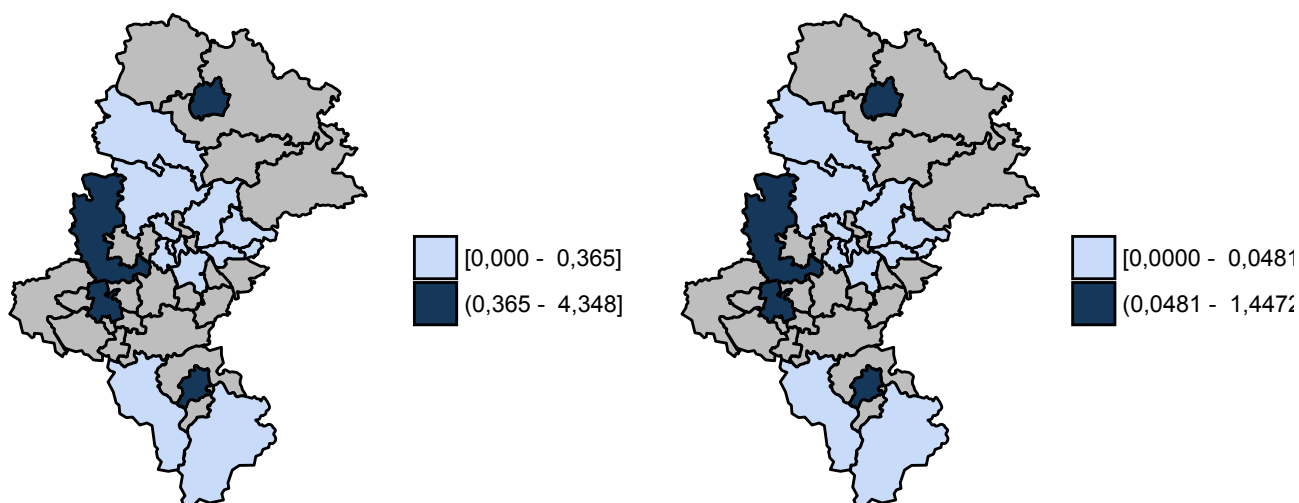 [0,000 - 0,365]
(0,365 - 4,348]
[0,0000 - 0,0481
(0,0481 - 1,4472